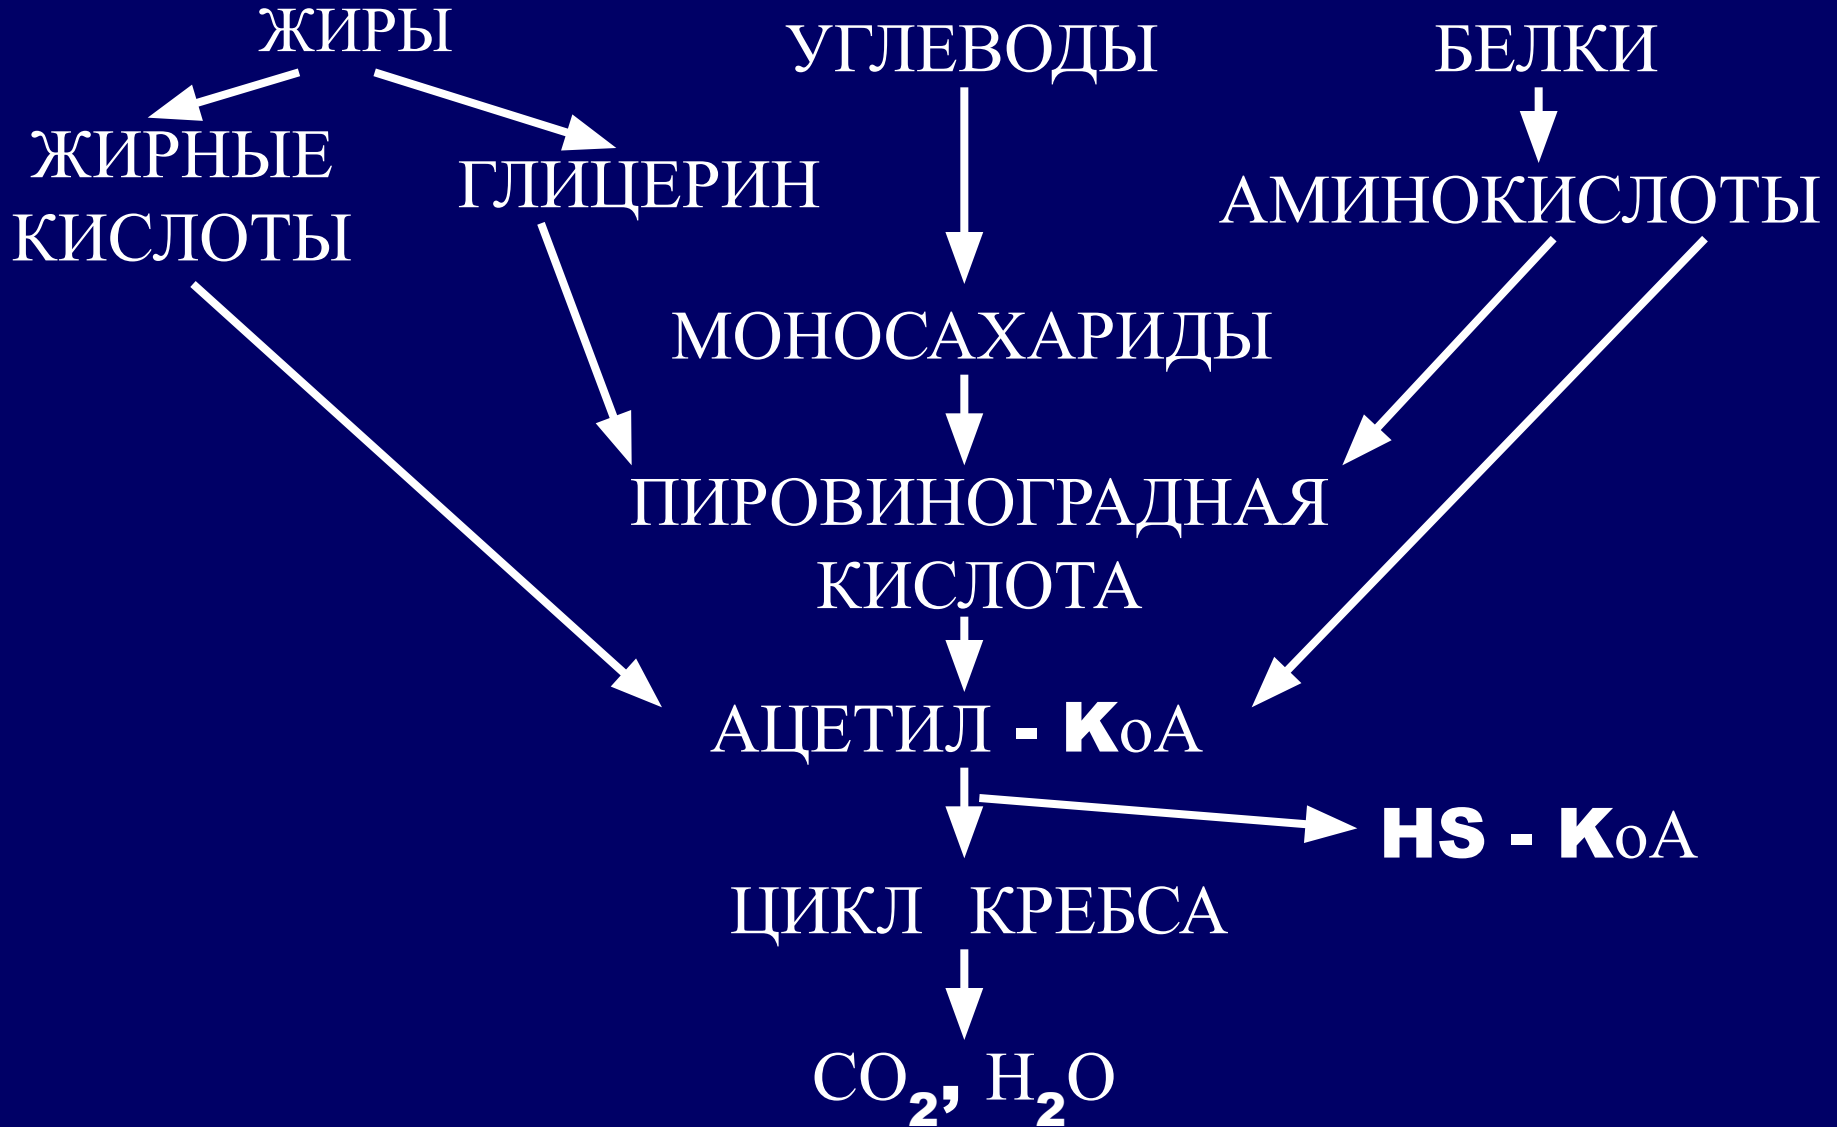 ЖИРЫ
УГЛЕВОДЫ
БЕЛКИ
ЖИРНЫЕ
КИСЛОТЫ
ГЛИЦЕРИН
АМИНОКИСЛОТЫ
МОНОСАХАРИДЫ
ПИРОВИНОГРАДНАЯ
КИСЛОТА
АЦЕТИЛ - КоА
HS - КоА
ЦИКЛ КРЕБСА
CO₂, H₂O